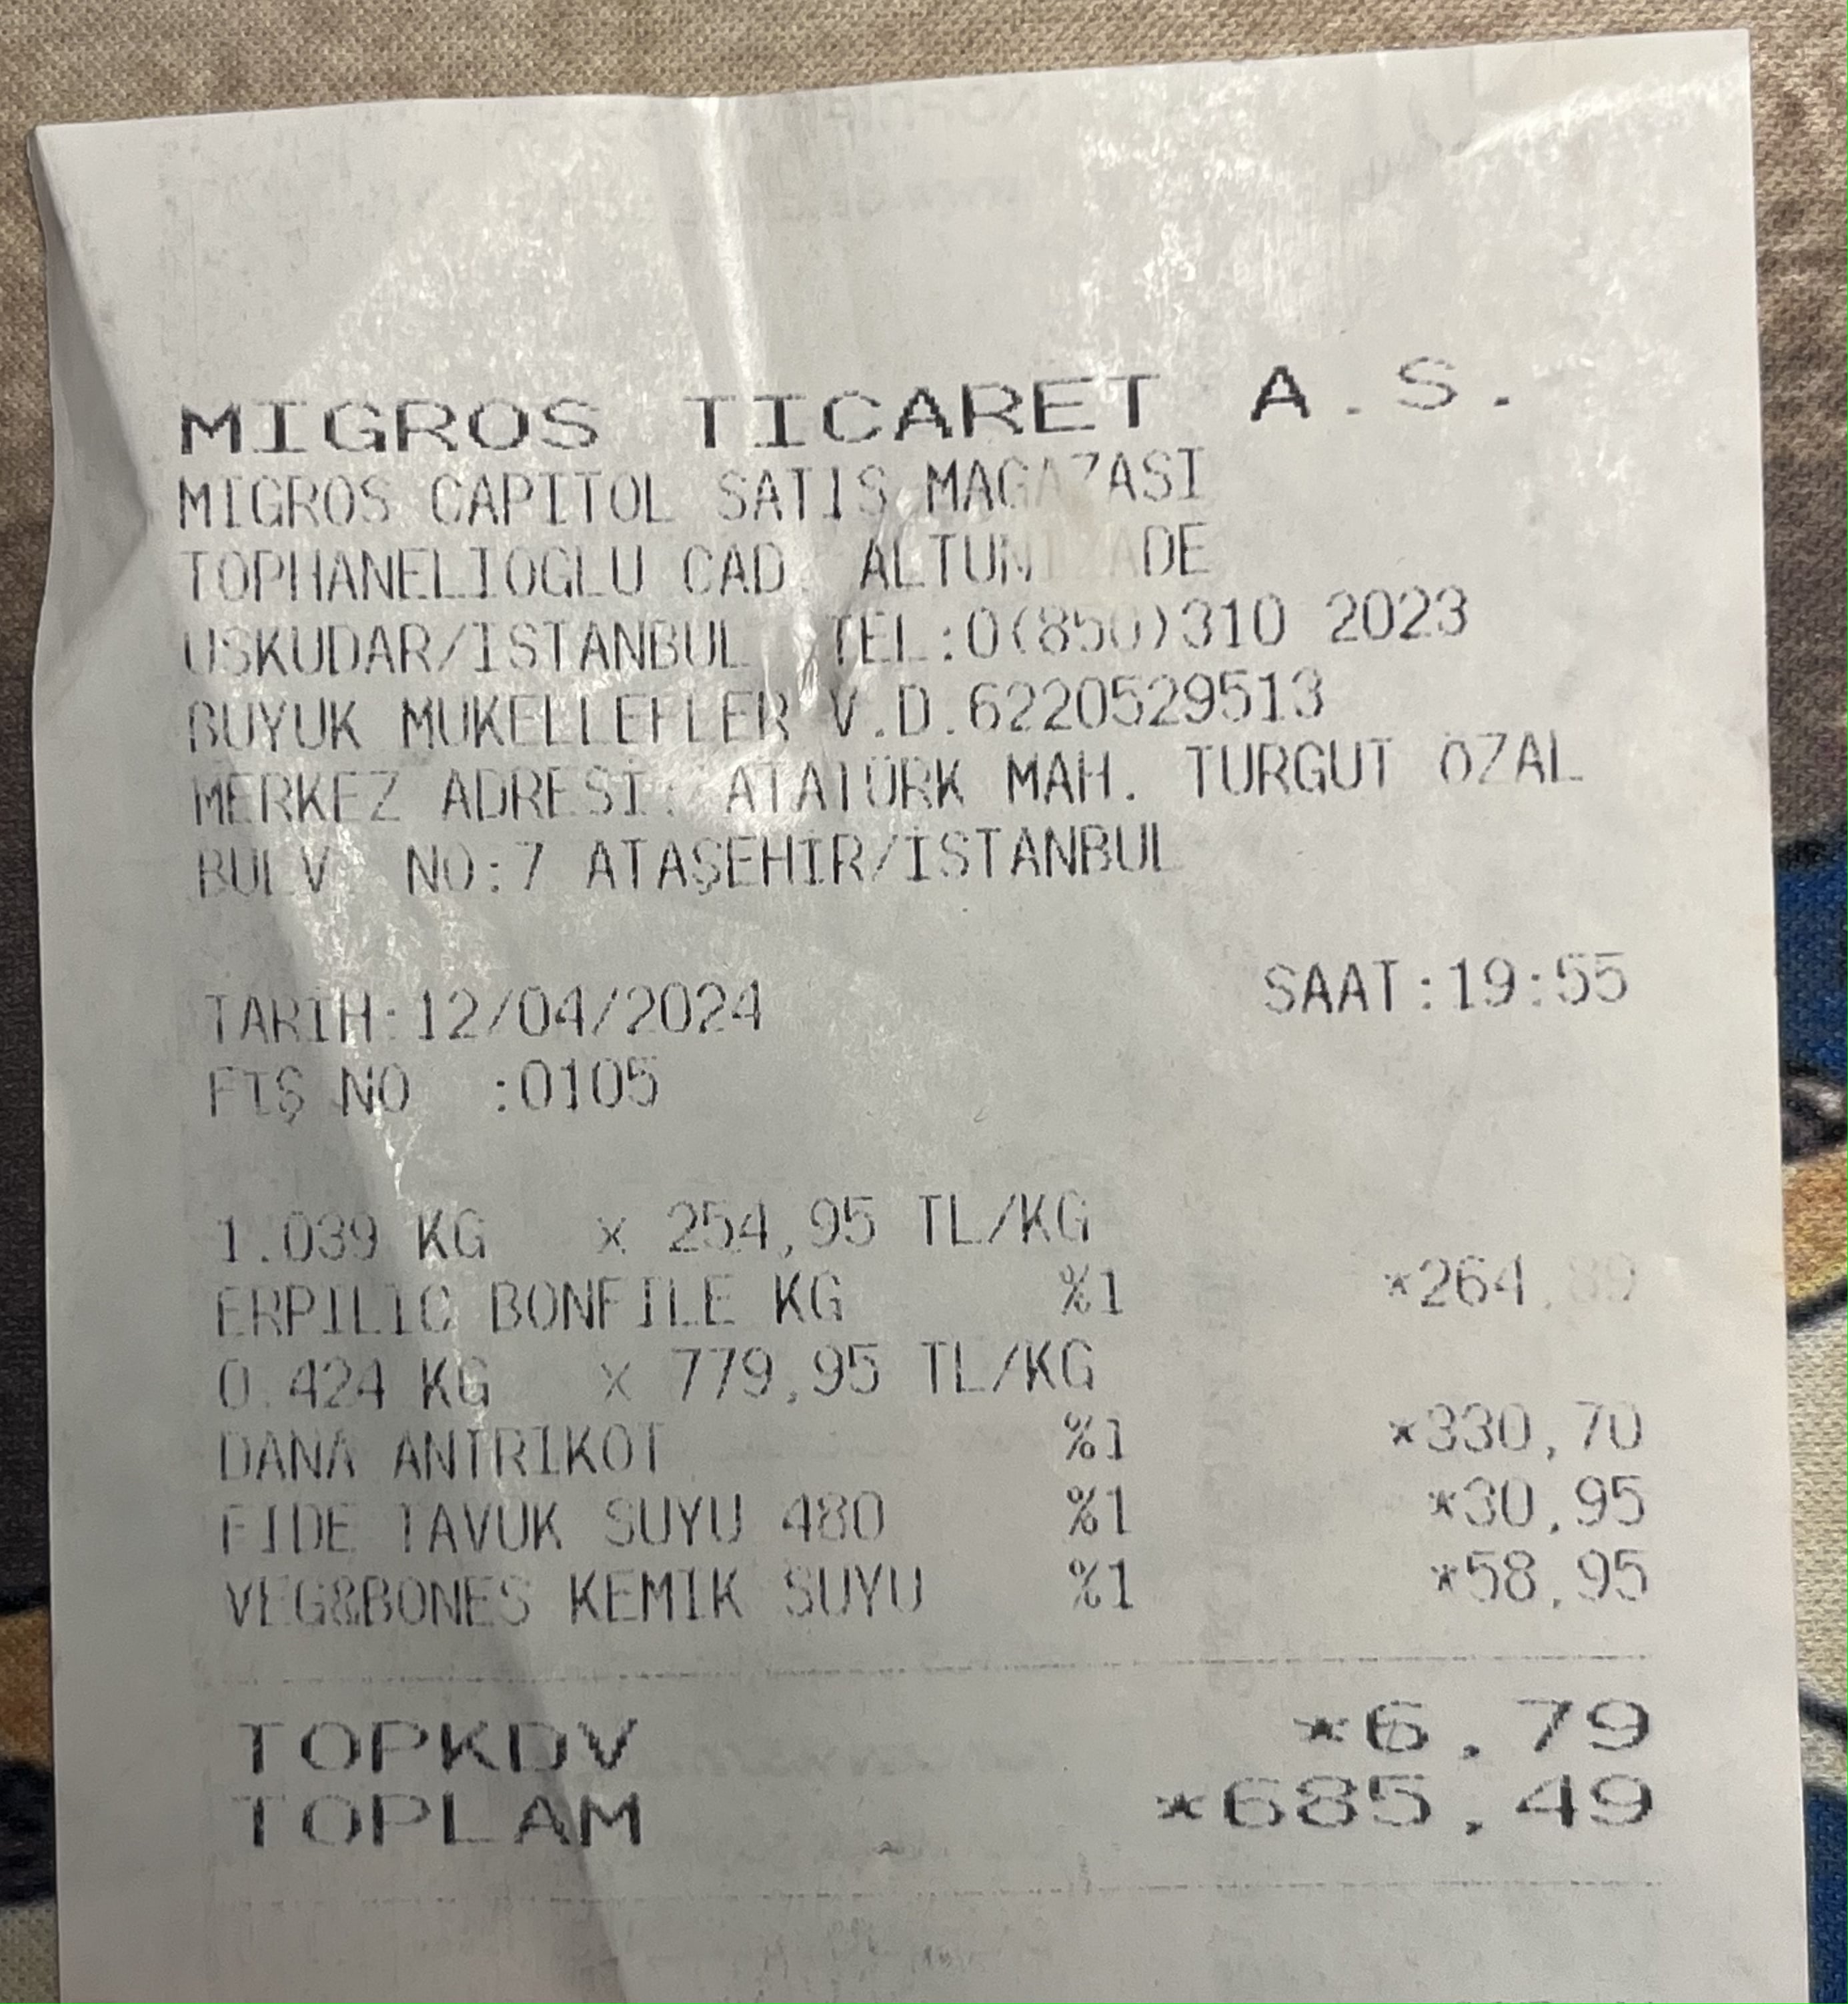 MIGROS TICARET A.S.
MIGROS CAPITOL SATIS MAGAZASI
TOPHANELIOGLU CAD. ALTUNIZADE
USKUDAR/ISTANBUL TEL:0(850)310 2023
BUYUK MUKELLEFLER V.D.6220529513
MERKEZ ADRESİ: ATATÜRK MAH. TURGUT ÖZAL
BULV. NO:7 ATAŞEHİR/İSTANBUL
TARİH:12/04/2024 SAAT:19:55
FİŞ NO :0105
1.039 KG x 254,95 TL/KG
ERPILIC BONFILE KG %1 *264,89
0.424 KG x 779,95 TL/KG
DANA ANTRIKOT %1 *330,70
FIDE TAVUK SUYU 480 %1 *30,95
VEG&BONES KEMIK SUYU %1 *58,95
TOPKDV *6,79
TOPLAM *685,49